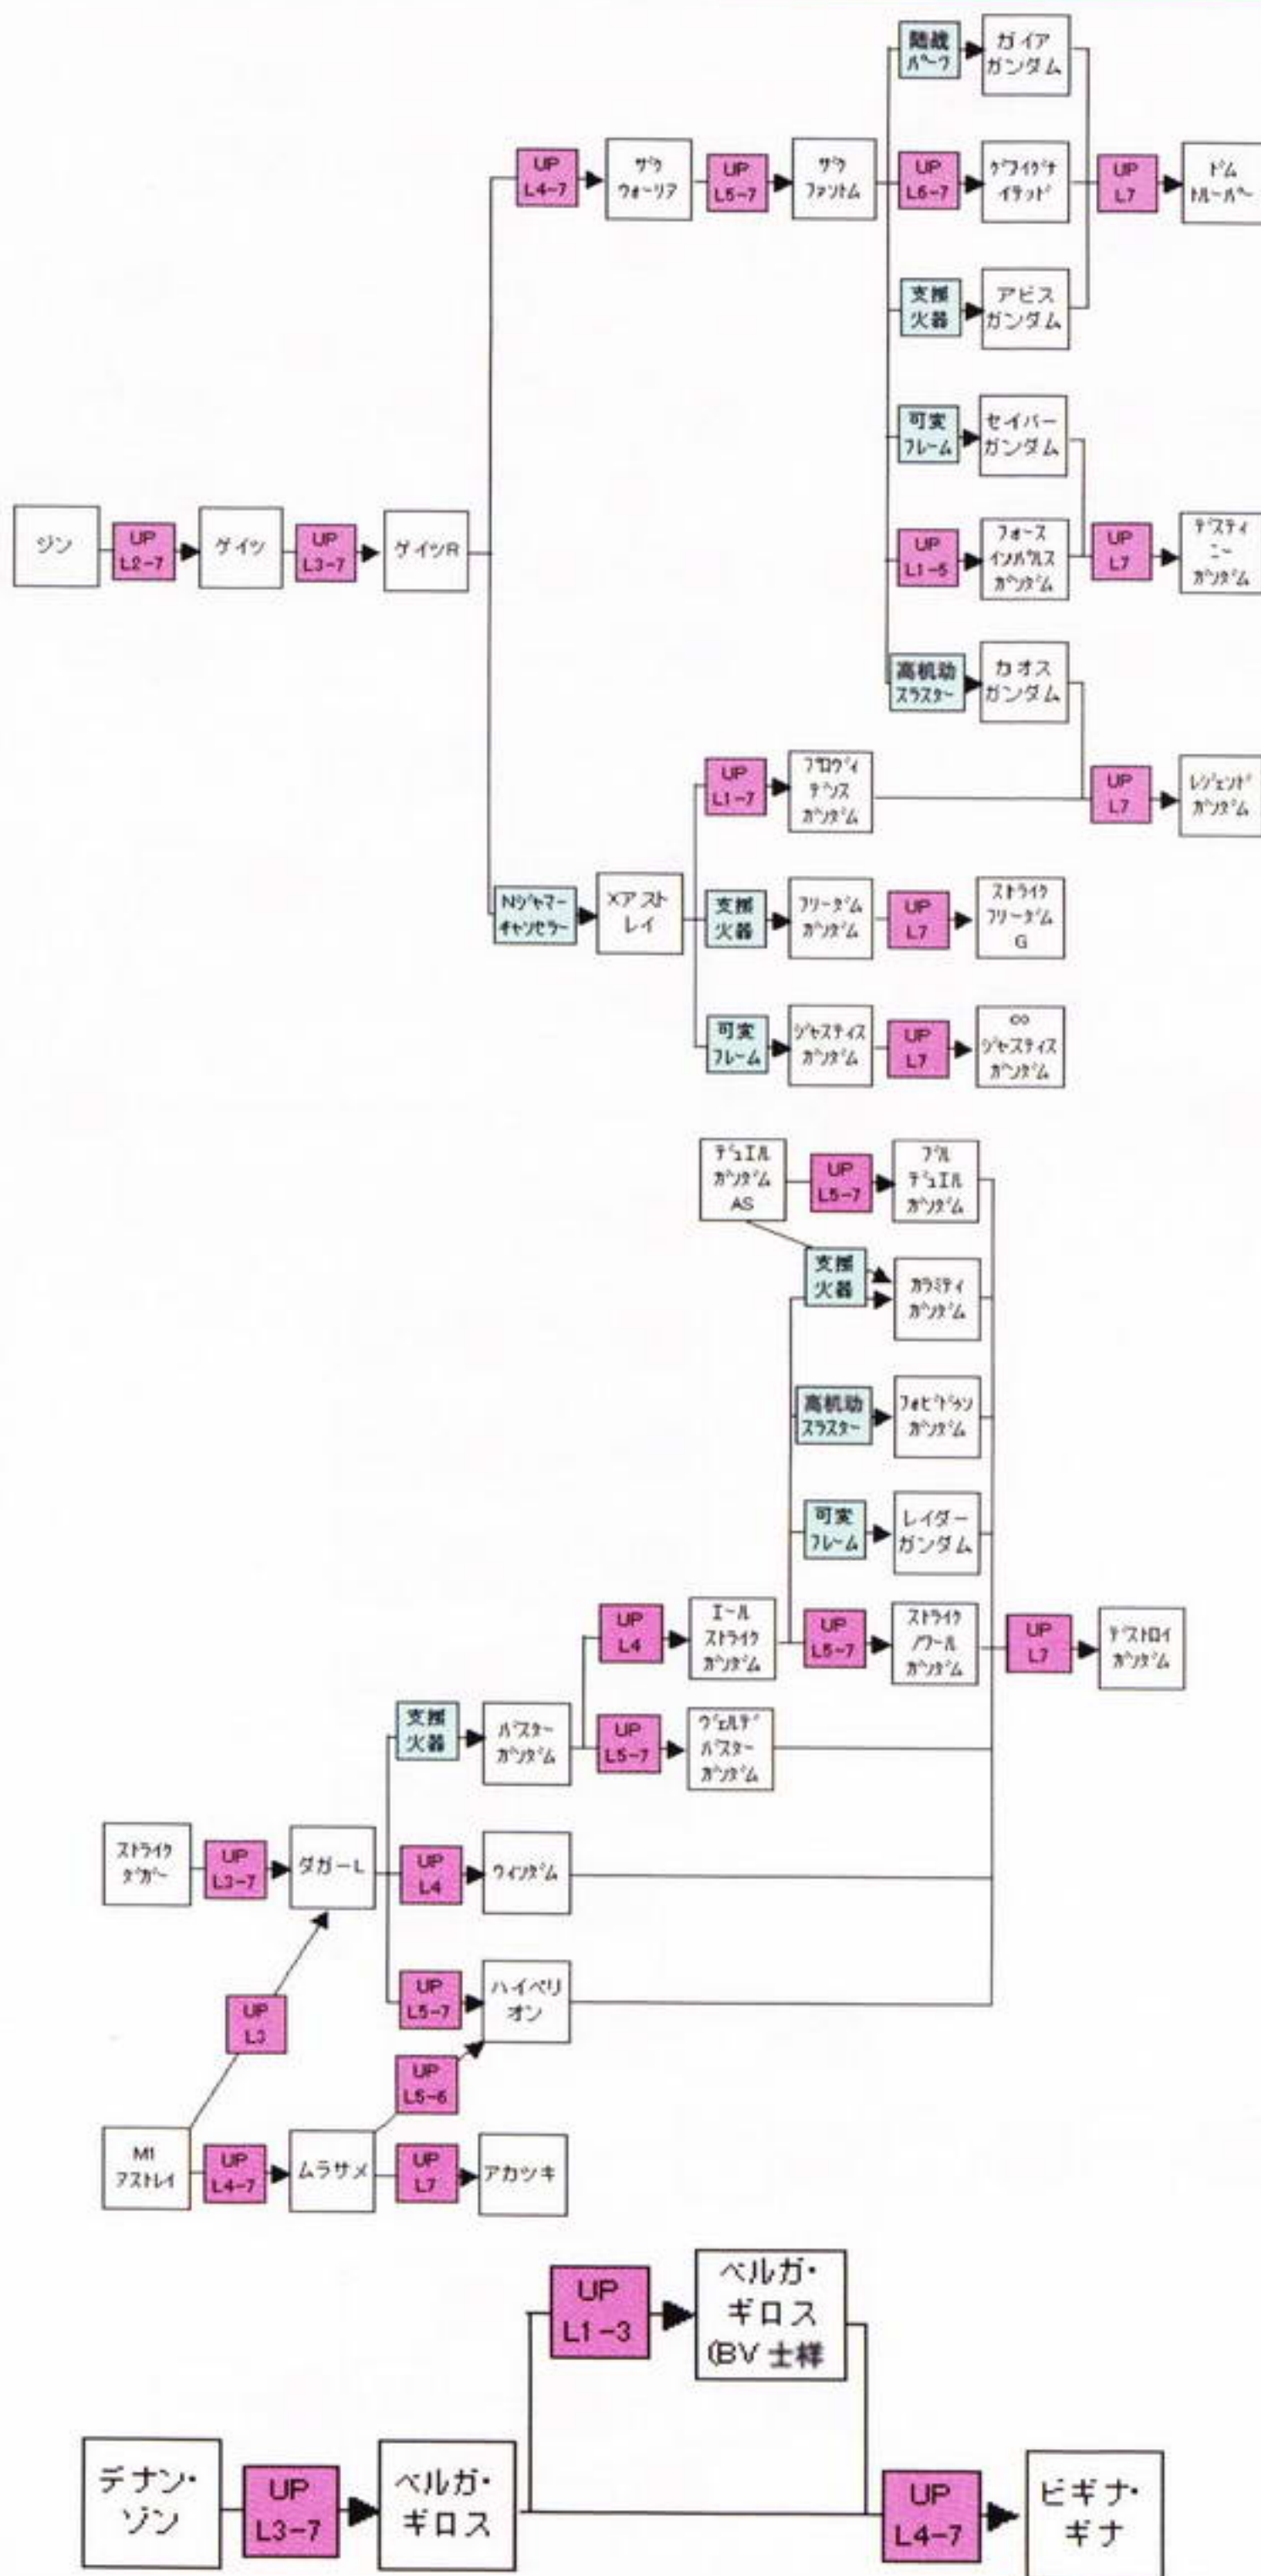 陸战
パーツ
ガイア
ガンダム
UP
L4-7
ザク
ウォーリア
UP
L5-7
ザク
ファントム
UP
L6-7
グフイグナ
イテッド
UP
L7
ドム
トルーパー
支援
火器
アビス
ガンダム
可変
フレーム
セイバー
ガンダム
ジン
UP
L2-7
ゲイツ
UP
L3-7
ゲイツR
UP
L1-5
フォース
インパルス
ガンダム
UP
L7
デスティ
ニー
ガンダム
高机动
スラスター
カオス
ガンダム
UP
L1-7
プロヴィ
デンス
ガンダム
UP
L7
レジェンド
ガンダム
Nジャマー
キャンセラー
Xアスト
レイ
支援
火器
フリーダム
ガンダム
UP
L7
ストライク
フリーダム
G
可変
フレーム
ジャスティス
ガンダム
UP
L7
∞
ジャスティス
ガンダム
デュエル
ガンダム
AS
UP
L5-7
ブル
デュエル
ガンダム
支援
火器
カラミティ
ガンダム
高机动
スラスター
フォビドゥン
ガンダム
可変
フレーム
レイダー
ガンダム
UP
L4
エール
ストライク
ガンダム
UP
L5-7
ストライク
ノワール
ガンダム
UP
L7
デストロイ
ガンダム
支援
火器
バスター
ガンダム
UP
L5-7
ヴェルデ
バスター
ガンダム
ストライク
ダガー
UP
L3-7
ダガーL
UP
L4
ウィンダム
UP
L5-7
ハイペリ
オン
UP
L3
UP
L5-6
M1
アストレイ
UP
L4-7
ムラサメ
UP
L7
アカツキ
UP
L1-3
ベルガ・
ギロス
(BV士様
デナン・
ゾン
UP
L3-7
ベルガ・
ギロス
UP
L4-7
ビギナ・
ギナ